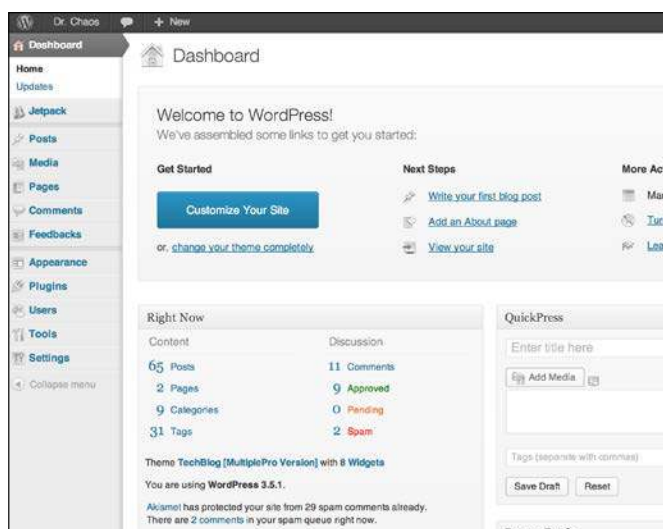 Dr. Chaos + New
Dashboard
Home
Updates
Jetpack
Posts
Media
Pages
Comments
Feedbacks
Appearance
Plugins
Users
Tools
Settings
Collapse menu
Dashboard
Welcome to WordPress!
We've assembled some links to get you started:
Get Started
Customize Your Site
or, change your theme completely
Next Steps
Write your first blog post
Add an About page
View your site
More Ac
Ma
Tur
Lea
Right Now
Content
65 Posts
2 Pages
9 Categories
31 Tags
Discussion
11 Comments
9 Approved
0 Pending
2 Spam
Theme TechBlog [MultiplePro Version] with 8 Widgets
You are using WordPress 3.5.1.
Akismet has protected your site from 29 spam comments already.
There are 2 comments in your spam queue right now.
QuickPress
Enter title here
Add Media
Tags (separate with commas)
Save Draft Reset